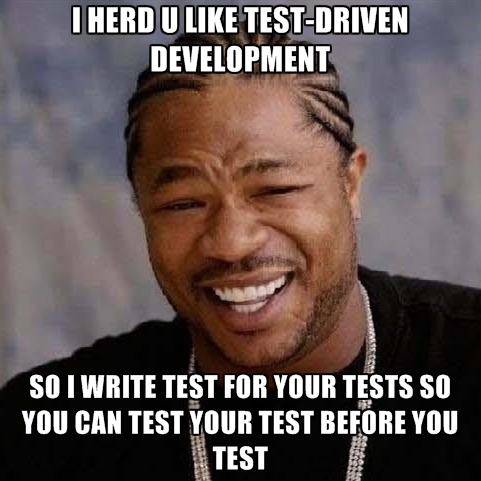 I HERD U LIKE TEST-DRIVEN
DEVELOPMENT
SO I WRITE TEST FOR YOUR TESTS SO
YOU CAN TEST YOUR TEST BEFORE YOU
TEST